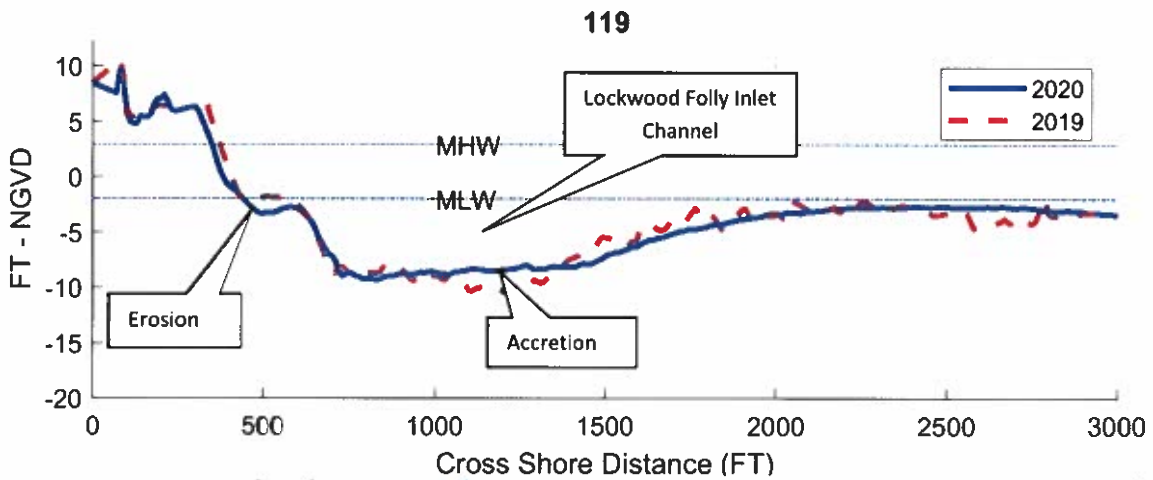 119
10
5
0
-5
-10
-15
-20
FT - NGVD
MHW
MLW
Lockwood Folly Inlet
Channel
2020
2019
Erosion
Accretion
0
500
1000
1500
2000
2500
3000
Cross Shore Distance (FT)